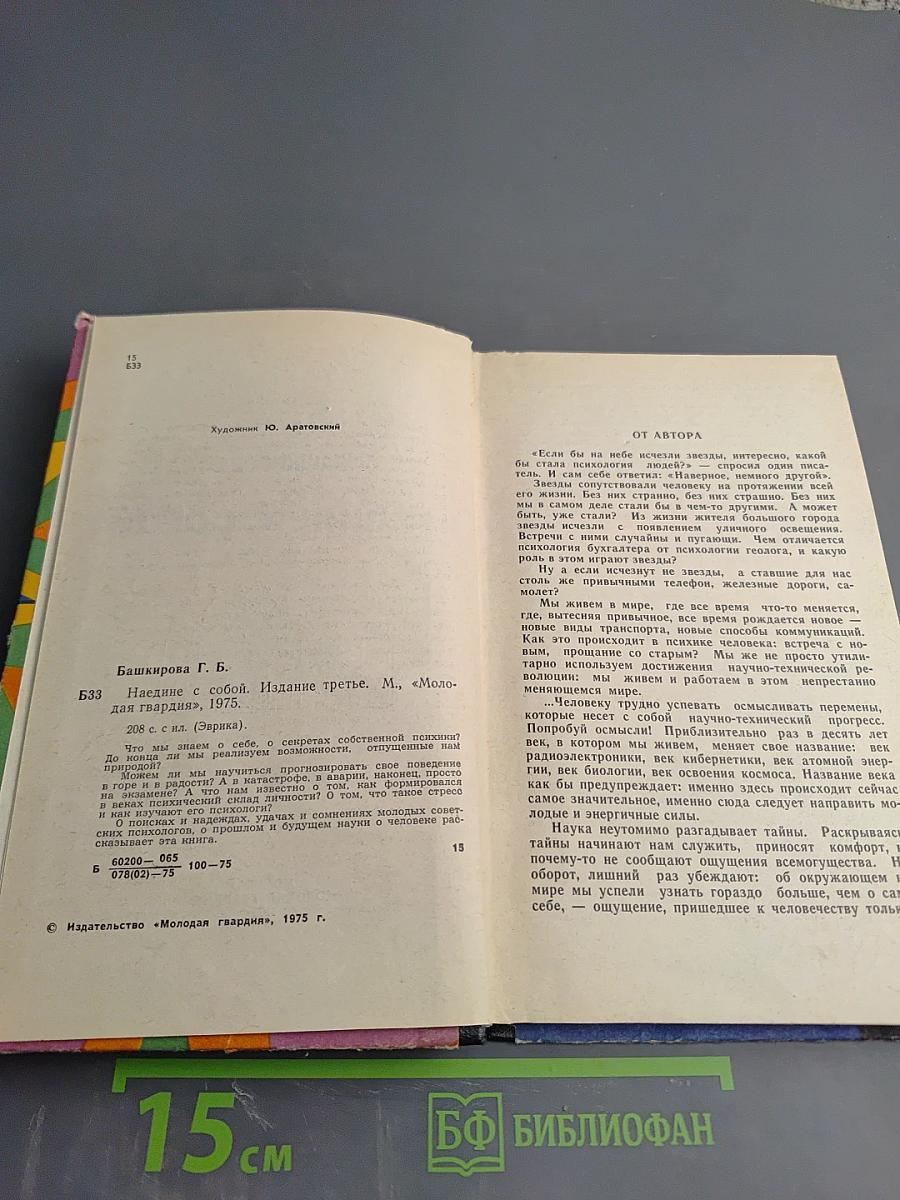 15
Б33
Художник Ю. Аратовский
Башкирова Г. Б.
Б33 Наедине с собой. Издание третье. М., «Моло-
дая гвардия», 1975.
208 с. с ил. (Эврика).
Что мы знаем о себе, о секретах собственной психики?
До конца ли мы реализуем возможности, отпущенные нам
природой?
Можем ли мы научиться прогнозировать свое поведение
в горе и в радости? А в катастрофе, в аварии, наконец, просто
на экзамене? А что нам известно о том, как формировался
в веках психический склад личности? О том, что такое стресс
и как изучают его психологи?
О поисках и надеждах, удачах и сомнениях молодых совет-
ских психологов, о прошлом и будущем науки о человеке рас-
сказывает эта книга.
15
Б 60200—065
078(02)—75 100—75
© Издательство «Молодая гвардия», 1975 г.
ОТ АВТОРА
«Если бы на небе исчезли звезды, интересно, какой
бы стала психология людей?» — спросил один писа-
тель. И сам себе ответил: «Наверное, немного другой».
Звезды сопутствовали человеку на протяжении всей
его жизни. Без них странно, без них страшно. Без них
мы в самом деле стали бы в чем-то другими. А может
быть, уже стали? Из жизни жителя большого города
звезды исчезли с появлением уличного освещения.
Встречи с ними случайны и пугающи. Чем отличается
психология бухгалтера от психологии геолога, и какую
роль в этом играют звезды?
Ну а если исчезнут не звезды, а ставшие для нас
столь же привычными телефон, железные дороги, са-
молет?
Мы живем в мире, где все время что-то меняется,
где, вытесняя привычное, все время рождается новое —
новые виды транспорта, новые способы коммуникаций.
Как это происходит в психике человека: встреча с но-
вым, прощание со старым? Мы же не просто утили-
тарно используем достижения научно-технической ре-
волюции: мы живем и работаем в этом непрестанно
меняющемся мире.
...Человеку трудно успевать осмысливать перемены,
которые несет с собой научно-технический прогресс.
Попробуй осмысли! Приблизительно раз в десять лет
век, в котором мы живем, меняет свое название: век
радиоэлектроники, век кибернетики, век атомной энер-
гии, век биологии, век освоения космоса. Название века
как бы предупреждает: именно здесь происходит сейчас
самое значительное, именно сюда следует направить мо-
лодые и энергичные силы.
Наука неутомимо разгадывает тайны. Раскрываясь
тайны начинают нам служить, приносят комфорт,
почему-то не сообщают ощущения всемогущества. Н
оборот, лишний раз убеждают: об окружающем
мире мы успели узнать гораздо больше, чем о сам
себе, — ощущение, пришедшее к человечеству тольк
15 см
БФ БИБЛИОФАН